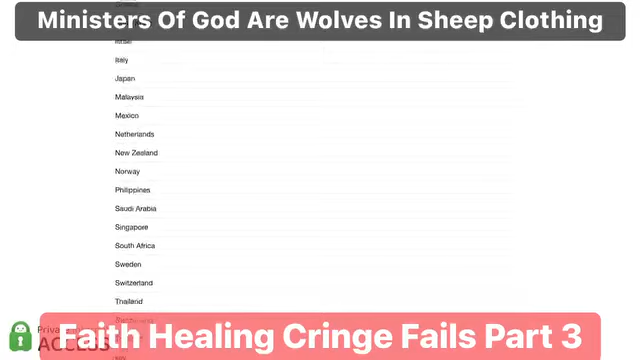 Ministers Of God Are Wolves In Sheep Clothing
Israel
Italy
Japan
Malaysia
Mexico
Netherlands
New Zealand
Norway
Philippines
Saudi Arabia
Singapore
South Africa
Sweden
Switzerland
Thailand
Private
Faith Healing Cringe Fails Part 3
ACCESS